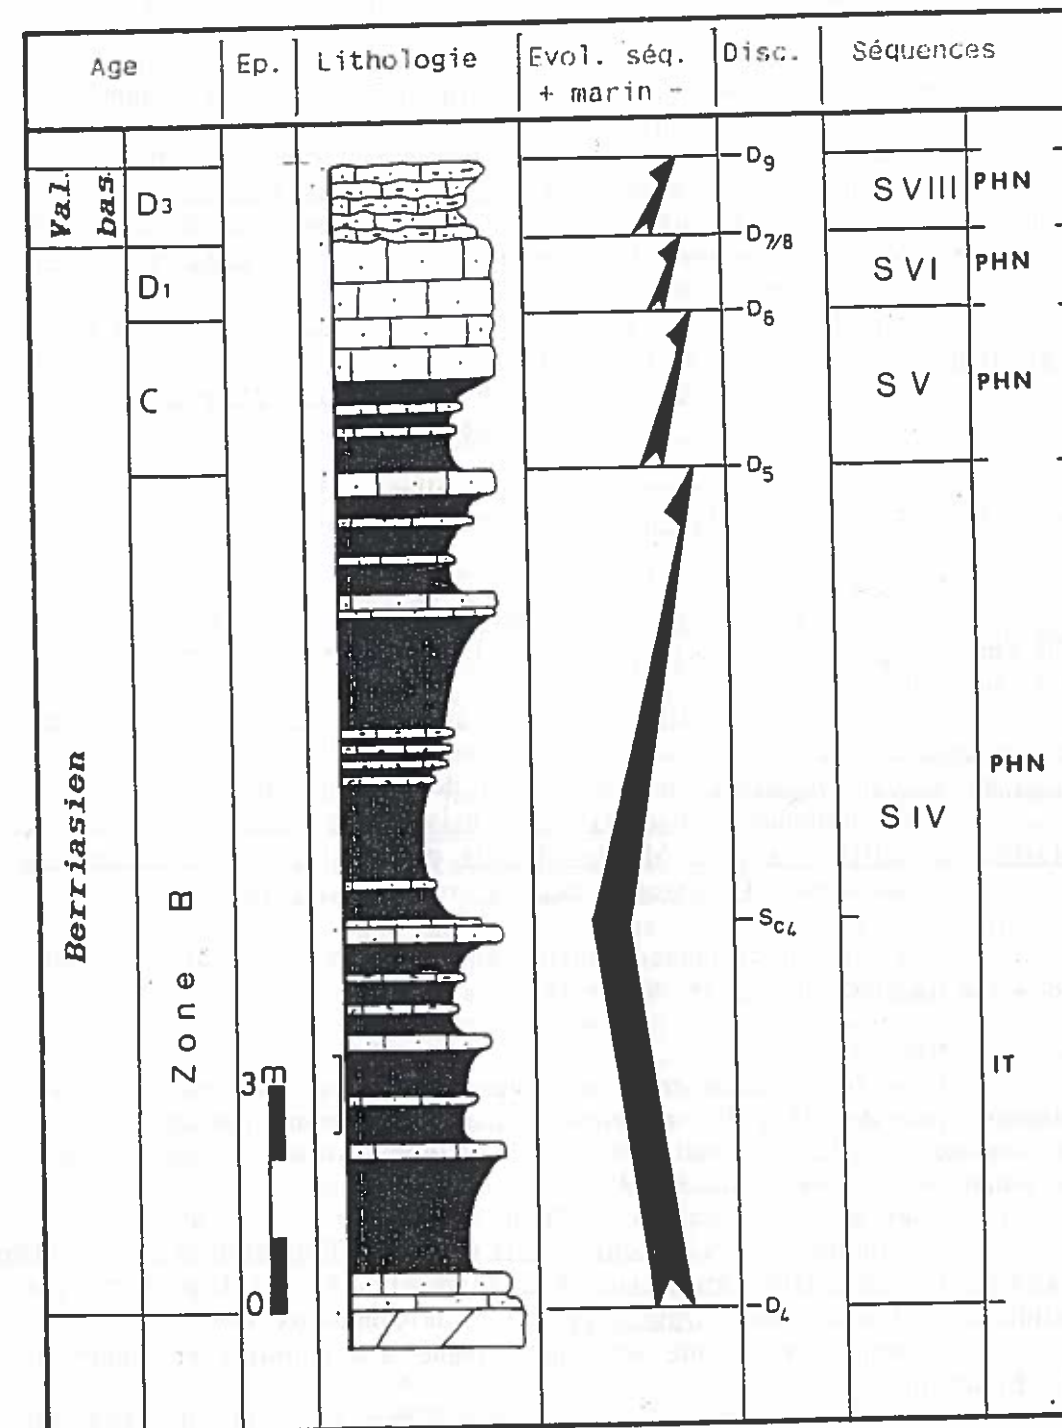 Age
Ep.
Lithologie
Evol. séq.
+ marin -
Disc.
Séquences
Val.
bas.
D3
D9
S VIII
PHN
D7/8
D1
S VI
PHN
D6
C
S V
PHN
D5
Berriasien
Zone B
PHN
S IV
Sc4
IT
3m
0
D4